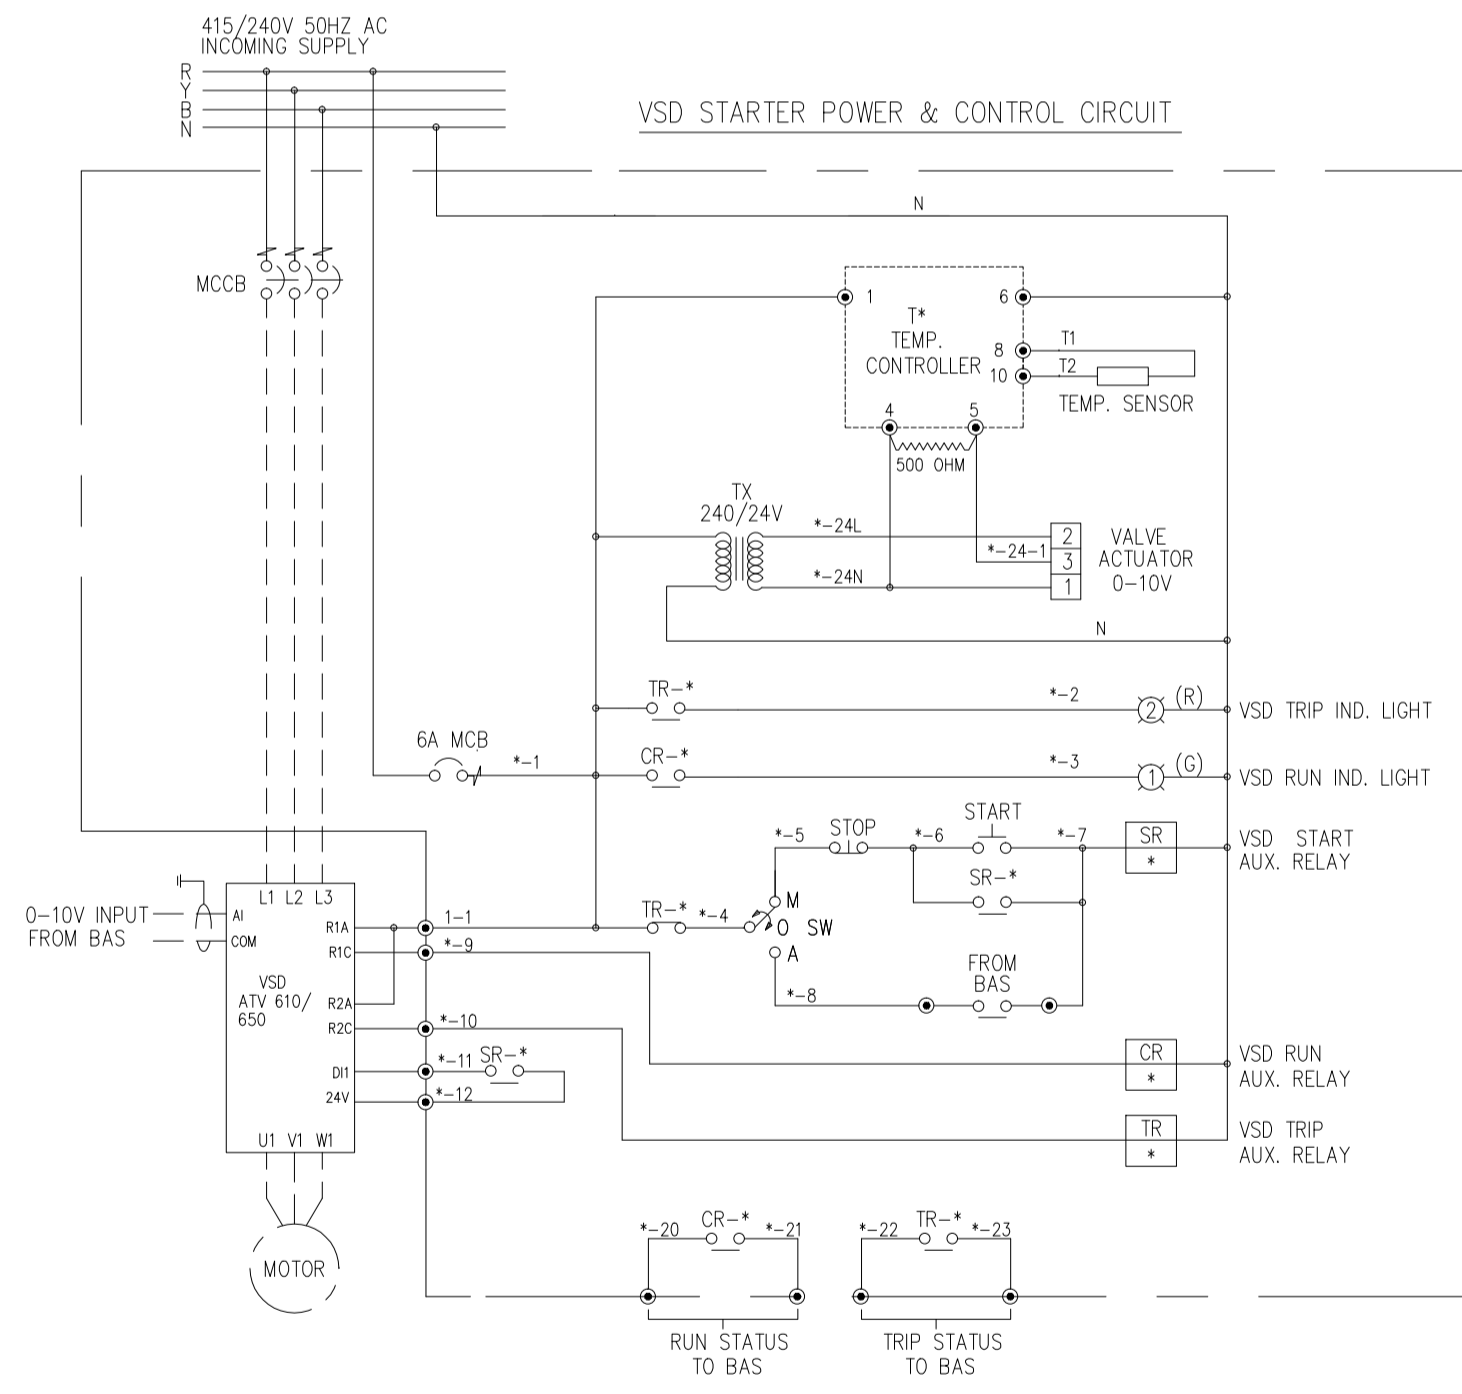 415/240V 50HZ AC
INCOMING SUPPLY
R
Y
B
N
VSD STARTER POWER & CONTROL CIRCUIT
N
MCCB
1
6
T*
TEMP.
CONTROLLER
8
10
T1
T2
TEMP. SENSOR
4
5
500 OHM
TX
240/24V
*-24L
*-24-1
*-24N
2
3
1
VALVE
ACTUATOR
0-10V
N
TR-*
*-2
2
(R)
VSD TRIP IND. LIGHT
6A MCB
*-1
CR-*
*-3
1
(G)
VSD RUN IND. LIGHT
*-5
STOP
*-6
START
*-7
SR
*
VSD START
AUX. RELAY
SR-*
TR-*
*-4
M
O SW
A
*-8
FROM
BAS
0-10V INPUT
FROM BAS
L1 L2 L3
AI
COM
VSD
ATV 610/
650
R1A
R1C
R2A
R2C
DI1
24V
1-1
*-9
*-10
*-11
SR-*
*-12
U1 V1 W1
MOTOR
CR
*
VSD RUN
AUX. RELAY
TR
*
VSD TRIP
AUX. RELAY
*-20
CR-*
*-21
RUN STATUS
TO BAS
*-22
TR-*
*-23
TRIP STATUS
TO BAS